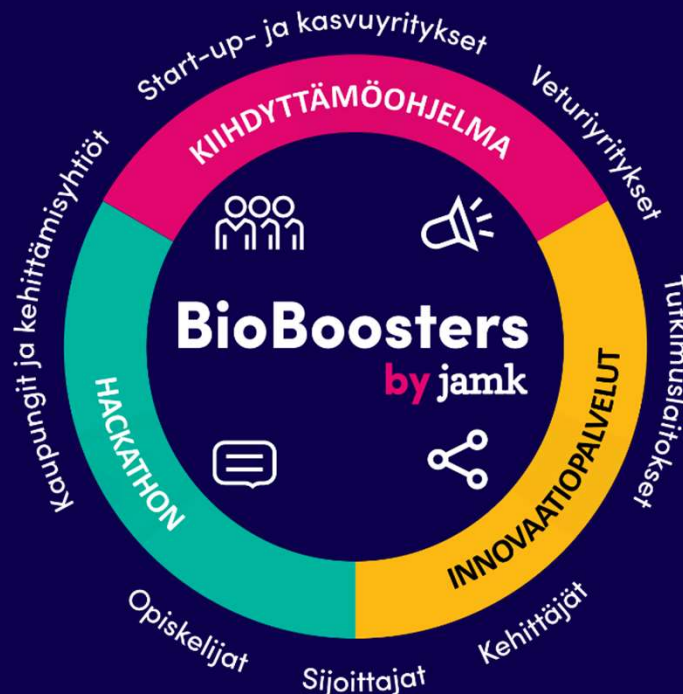 Start-up- ja kasvuyritykset
Veturiyritykset
Tutkimuslaitokset
Kehittäjät
Sijoittajat
Opiskelijat
Kaupungit ja kehittämisyhtiöt
KIIHDYTTÄMÖOHJELMA
INNOVAATIOPALVELUT
HACKATHON
BioBoosters
by jamk